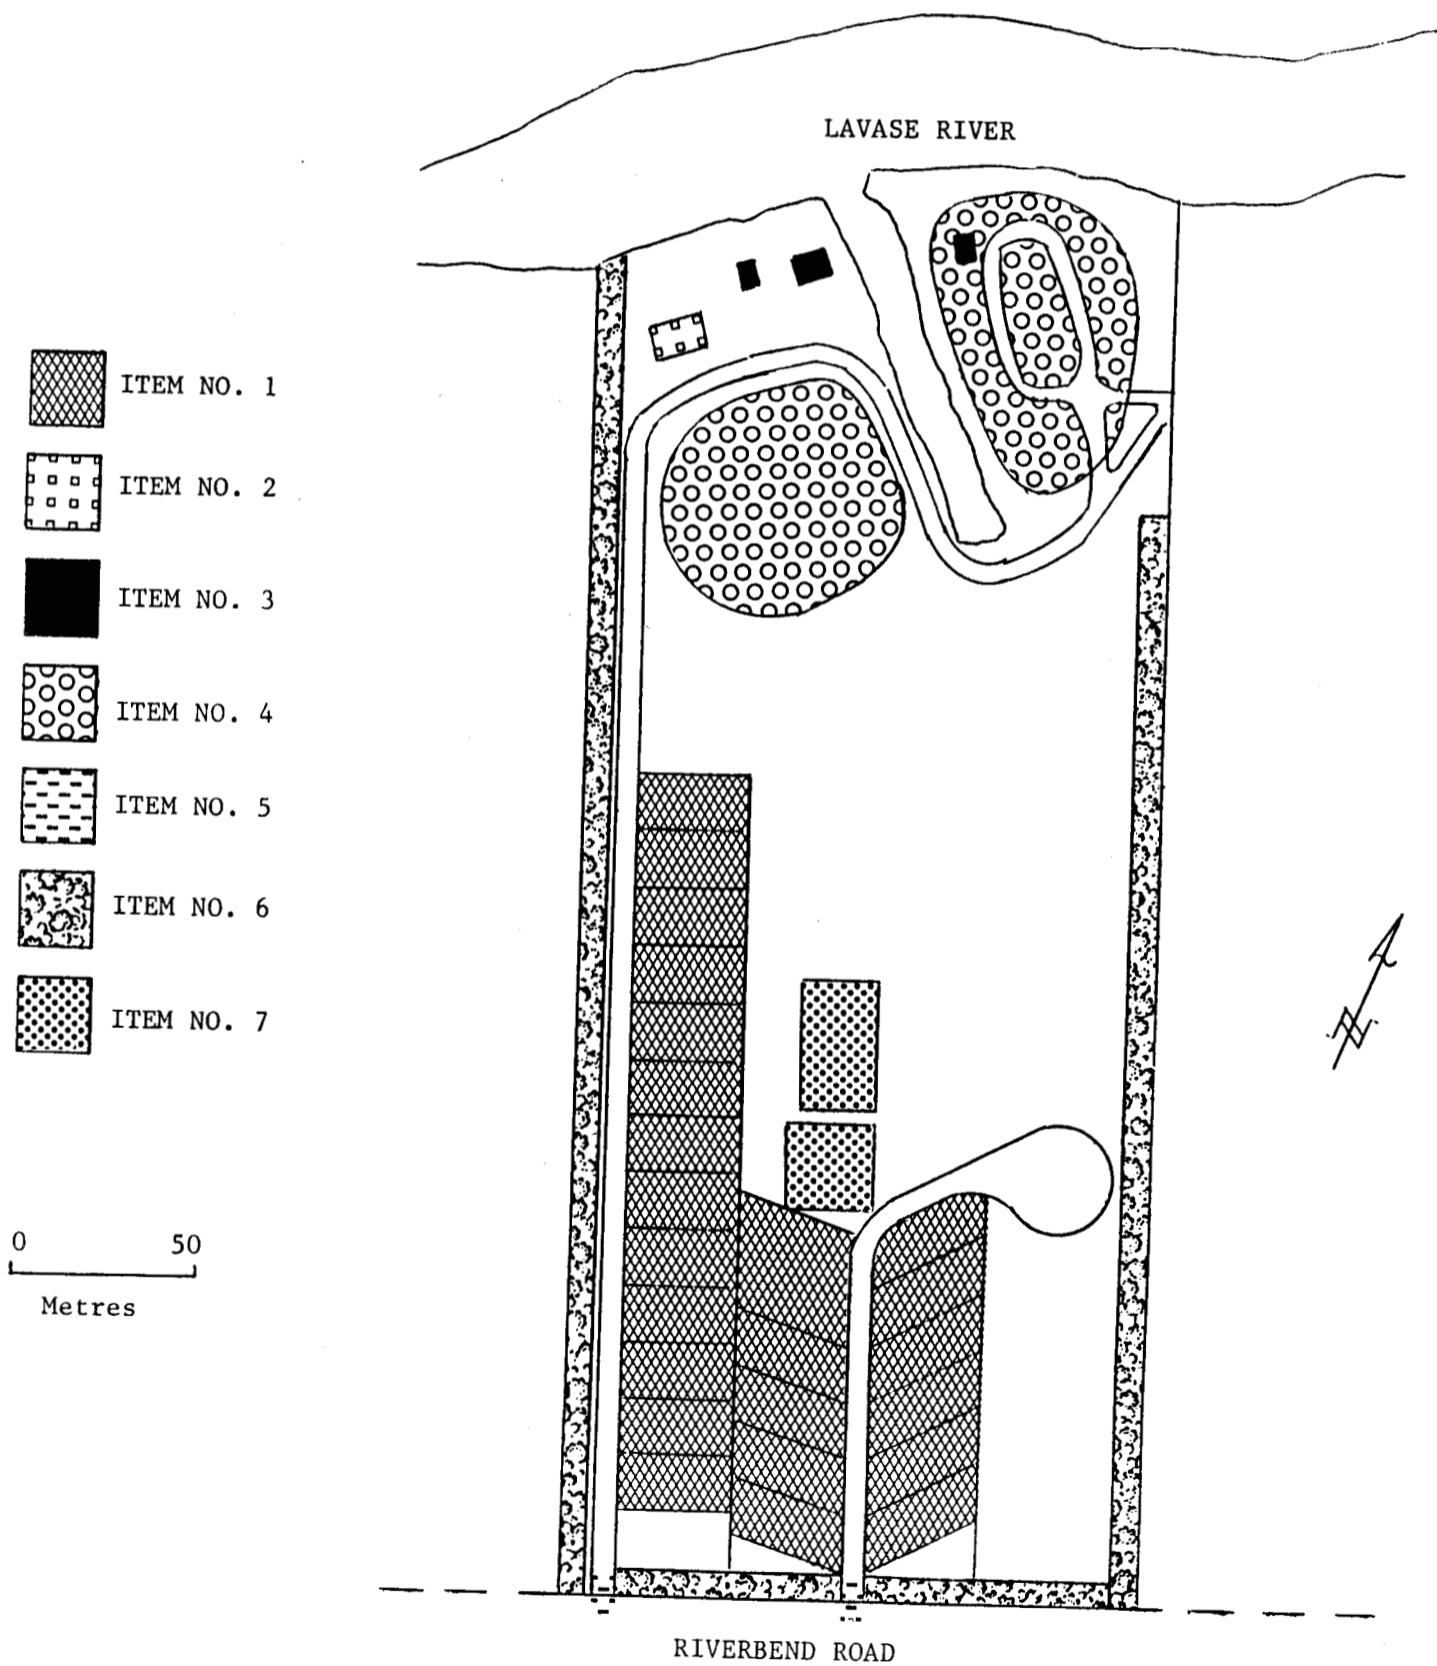 LAVASE RIVER
ITEM NO. 1
ITEM NO. 2
ITEM NO. 3
ITEM NO. 4
ITEM NO. 5
ITEM NO. 6
ITEM NO. 7
N
0 50
Metres
RIVERBEND ROAD